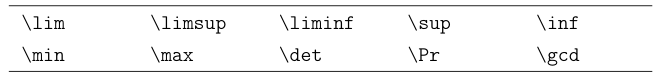 \lim \limsup \liminf \sup \inf
\min \max \det \Pr \gcd